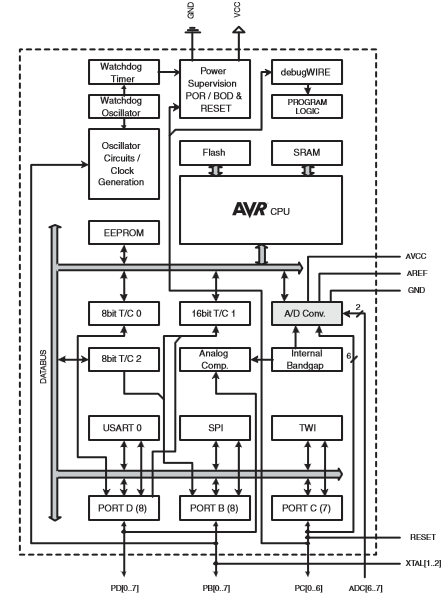 GND
VCC
Watchdog
Timer
Power
Supervision
POR / BOD &
RESET
debugWIRE
Watchdog
Oscillator
PROGRAM
LOGIC
Oscillator
Circuits /
Clock
Generation
Flash
SRAM
AVR CPU
EEPROM
AVCC
AREF
GND
8bit T/C 0
16bit T/C 1
A/D Conv.
2
DATABUS
8bit T/C 2
Analog
Comp.
Internal
Bandgap
6
USART 0
SPI
TWI
PORT D (8)
PORT B (8)
PORT C (7)
RESET
XTAL[1..2]
PD[0..7]
PB[0..7]
PC[0..6]
ADC[6..7]